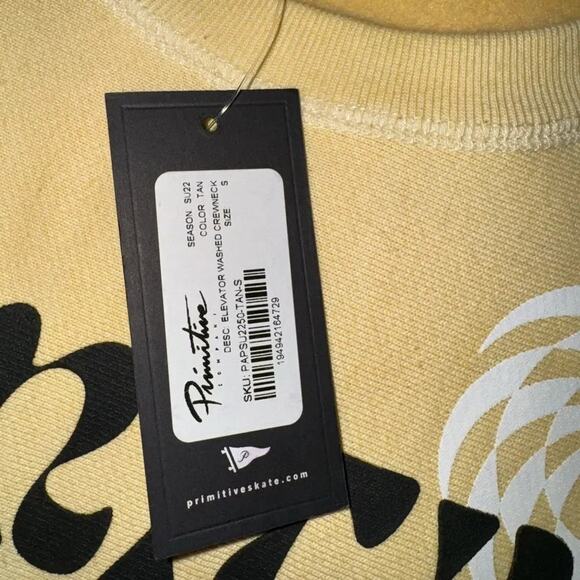 Primitive
COMPANY
SEASON SU22
COLOR TAN
DESC. ELEVATOR WASHED CREWNECK
SIZE S
SKU: PAPSU2250-TAN-S
194942164729
P
primitiveskate.com